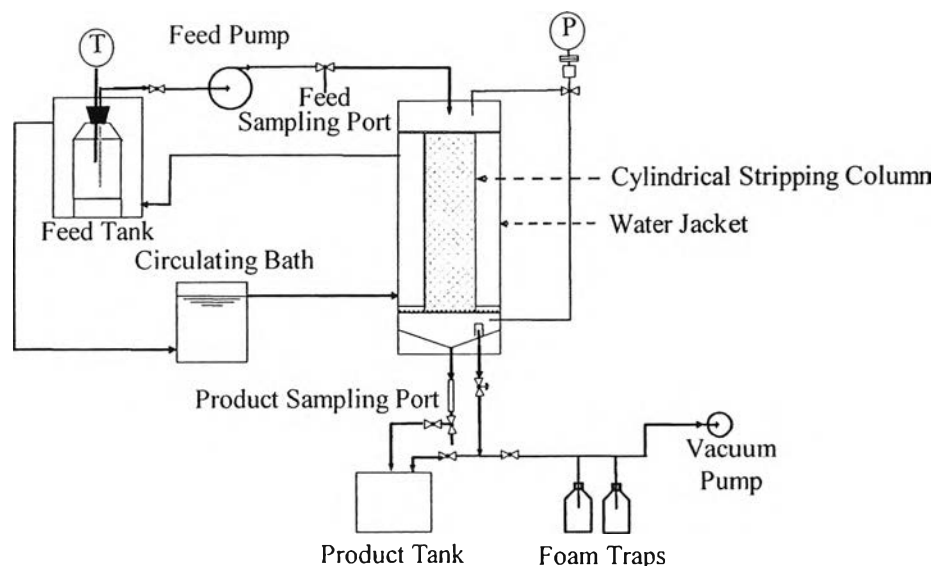 T
Feed Pump
P
Feed
Sampling Port
Cylindrical Stripping Column
Water Jacket
Feed Tank
Circulating Bath
Product Sampling Port
Vacuum
Pump
Product Tank
Foam Traps